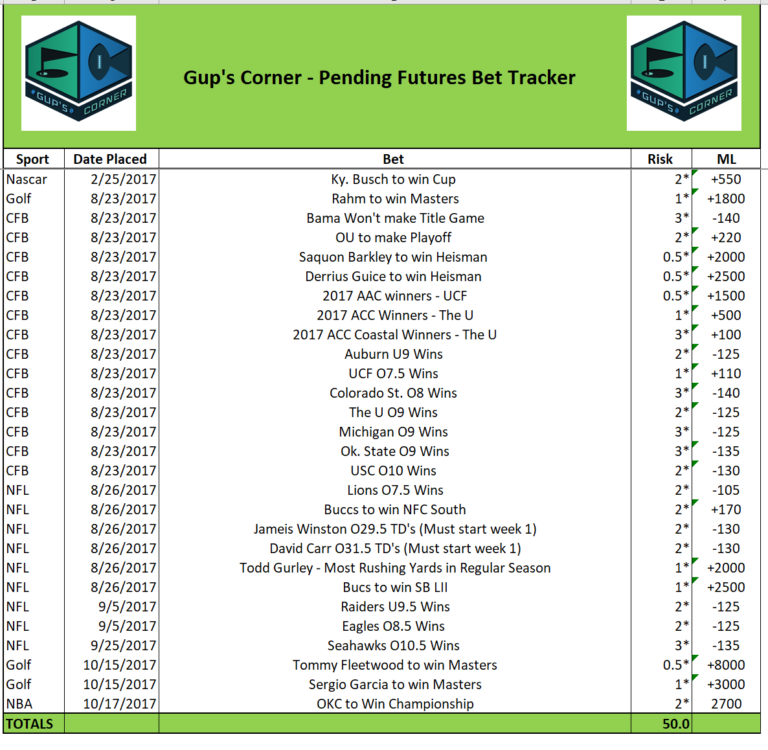 GUP'S CORNER
Gup's Corner - Pending Futures Bet Tracker
GUP'S CORNER
Sport Date Placed Bet Risk ML
Nascar 2/25/2017 Ky. Busch to win Cup 2* +550
Golf 8/23/2017 Rahm to win Masters 1* +1800
CFB 8/23/2017 Bama Won't make Title Game 3* -140
CFB 8/23/2017 OU to make Playoff 2* +220
CFB 8/23/2017 Saquon Barkley to win Heisman 0.5* +2000
CFB 8/23/2017 Derrius Guice to win Heisman 0.5* +2500
CFB 8/23/2017 2017 AAC winners - UCF 0.5* +1500
CFB 8/23/2017 2017 ACC Winners - The U 1* +500
CFB 8/23/2017 2017 ACC Coastal Winners - The U 3* +100
CFB 8/23/2017 Auburn U9 Wins 2* -125
CFB 8/23/2017 UCF O7.5 Wins 1* +110
CFB 8/23/2017 Colorado St. O8 Wins 3* -140
CFB 8/23/2017 The U O9 Wins 2* -125
CFB 8/23/2017 Michigan O9 Wins 3* -125
CFB 8/23/2017 Ok. State O9 Wins 3* -135
CFB 8/23/2017 USC O10 Wins 2* -130
NFL 8/26/2017 Lions O7.5 Wins 2* -105
NFL 8/26/2017 Buccs to win NFC South 2* +170
NFL 8/26/2017 Jameis Winston O29.5 TD's (Must start week 1) 2* -130
NFL 8/26/2017 David Carr O31.5 TD's (Must start week 1) 2* -130
NFL 8/26/2017 Todd Gurley - Most Rushing Yards in Regular Season 1* +2000
NFL 8/26/2017 Bucs to win SB LII 1* +2500
NFL 9/5/2017 Raiders U9.5 Wins 2* -125
NFL 9/5/2017 Eagles O8.5 Wins 2* -125
NFL 9/25/2017 Seahawks O10.5 Wins 3* -135
Golf 10/15/2017 Tommy Fleetwood to win Masters 0.5* +8000
Golf 10/15/2017 Sergio Garcia to win Masters 1* +3000
NBA 10/17/2017 OKC to Win Championship 2* 2700
TOTALS 50.0